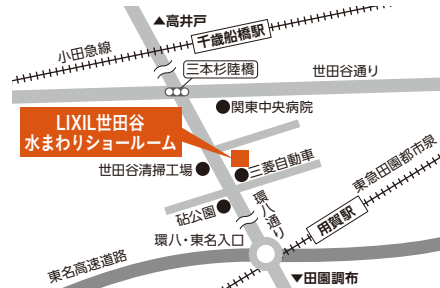 ▲高井戸
千歳船橋駅
小田急線
三本杉陸橋
世田谷通り
関東中央病院
LIXIL世田谷
水まわりショールーム
世田谷清掃工場
三菱自動車
東急田園都市線
砧公園
環八通り
用賀駅
環八・東名入口
東名高速道路
▼田園調布